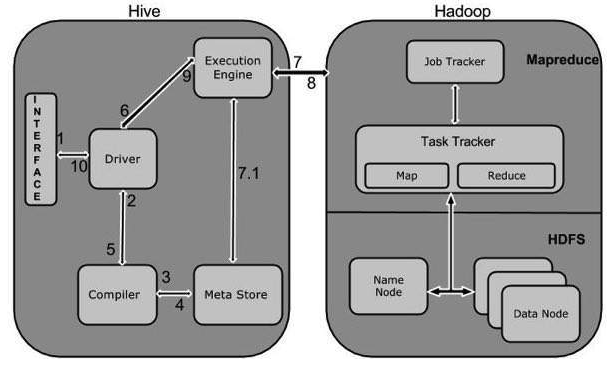 Hive
Hadoop
Execution
Engine
7
8
Job Tracker
Mapreduce
9
6
INTERFACE
1
10
Driver
Task Tracker
Map
Reduce
7.1
2
5
HDFS
Compiler
3
4
Meta Store
Name
Node
Data Node